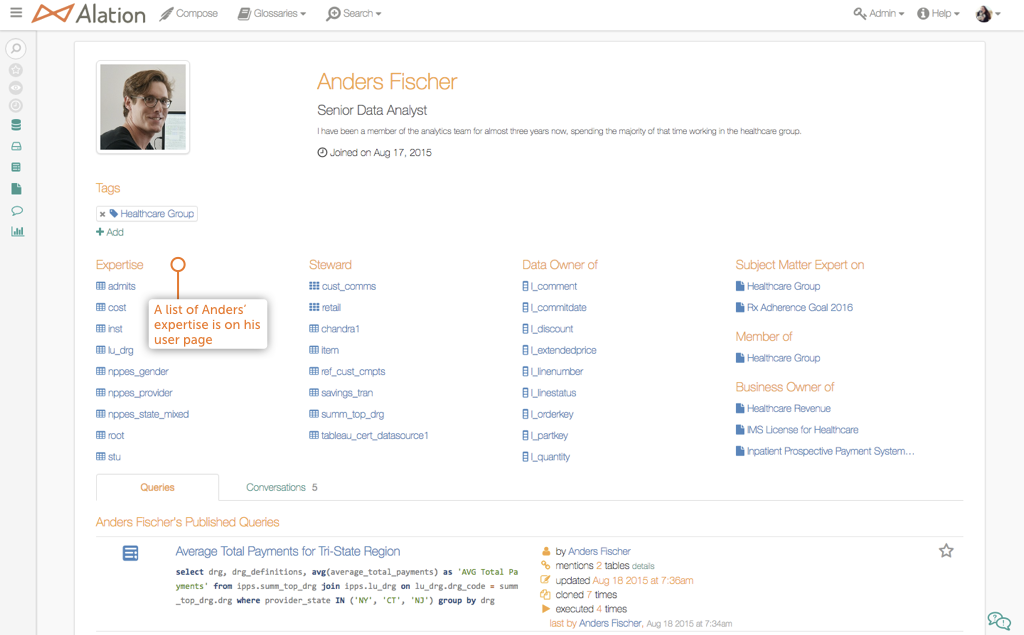 Alation
Compose
Glossaries
Search
Admin
Help
Anders Fischer
Senior Data Analyst
I have been a member of the analytics team for almost three years now, spending the majority of that time working in the healthcare group.
Joined on Aug 17, 2015
Tags
× Healthcare Group
+ Add
Expertise
admits
cost
inst
lu_drg
nppes_gender
nppes_provider
nppes_state_mixed
root
stu
A list of Anders'
expertise is on his
user page
Steward
cust_comms
retail
chandra1
item
ref_cust_cmpts
savings_tran
summ_top_drg
tableau_cert_datasource1
Data Owner of
l_comment
l_commitdate
l_discount
l_extendedprice
l_linenumber
l_linestatus
l_orderkey
l_partkey
l_quantity
Subject Matter Expert on
Healthcare Group
Rx Adherence Goal 2016
Member of
Healthcare Group
Business Owner of
Healthcare Revenue
IMS License for Healthcare
Inpatient Prospective Payment System...
Queries
Conversations 5
Anders Fischer's Published Queries
Average Total Payments for Tri-State Region
select drg, drg_definitions, avg(average_total_payments) as 'AVG Total Pa
yments' from ipps.summ_top_drg join ipps.lu_drg on lu_drg.drg_code = summ
_top_drg.drg where provider_state IN ('NY', 'CT', 'NJ') group by drg
by Anders Fischer
mentions 2 tables details
updated Aug 18 2015 at 7:36am
cloned 7 times
executed 4 times
last by Anders Fischer, Aug 18 2015 at 7:34am